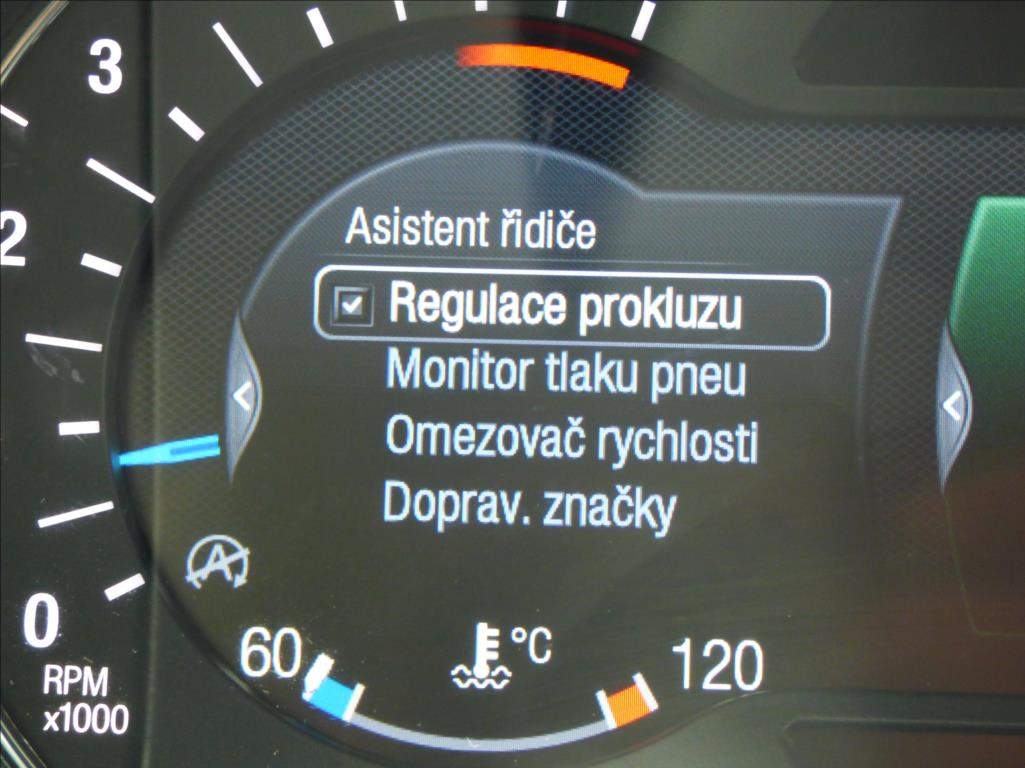 3
2
Asistent řidiče
Regulace prokluzu
Monitor tlaku pneu
Omezovač rychlosti
Doprav. značky
A
0
RPM
x1000
60
°C
120